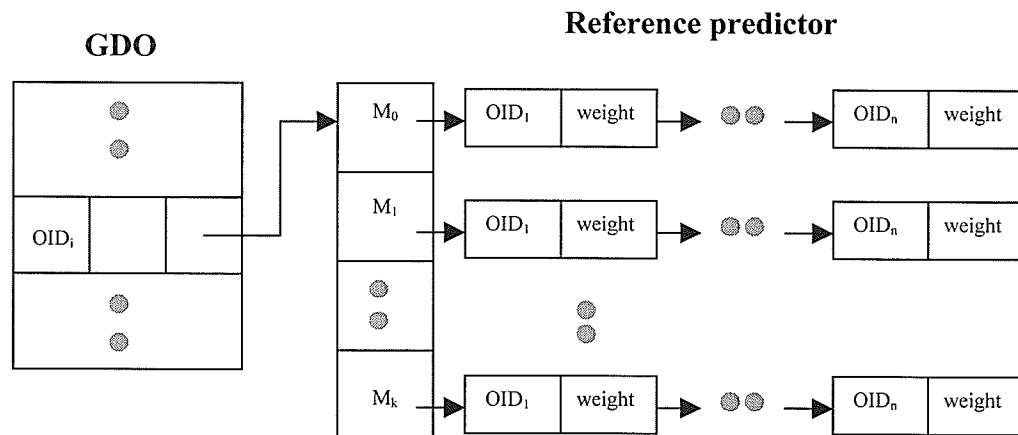 Reference predictor
GDO
M₀
OID₁
weight
OIDₙ
weight
M₁
OID₁
weight
OIDₙ
weight
OIDᵢ
Mₖ
OID₁
weight
OIDₙ
weight